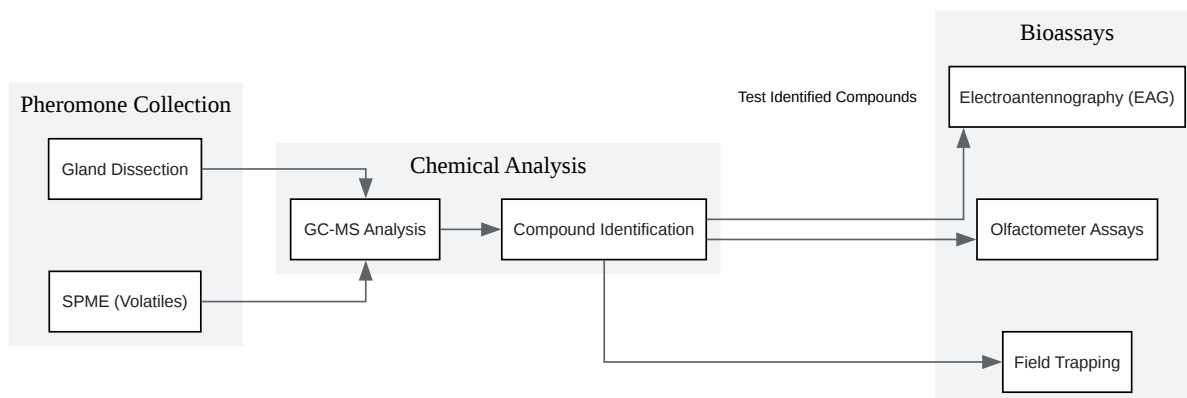 Pheromone Collection
Gland Dissection
SPME (Volatiles)
Chemical Analysis
GC-MS Analysis
Compound Identification
Test Identified Compounds
Bioassays
Electroantennography (EAG)
Olfactometer Assays
Field Trapping